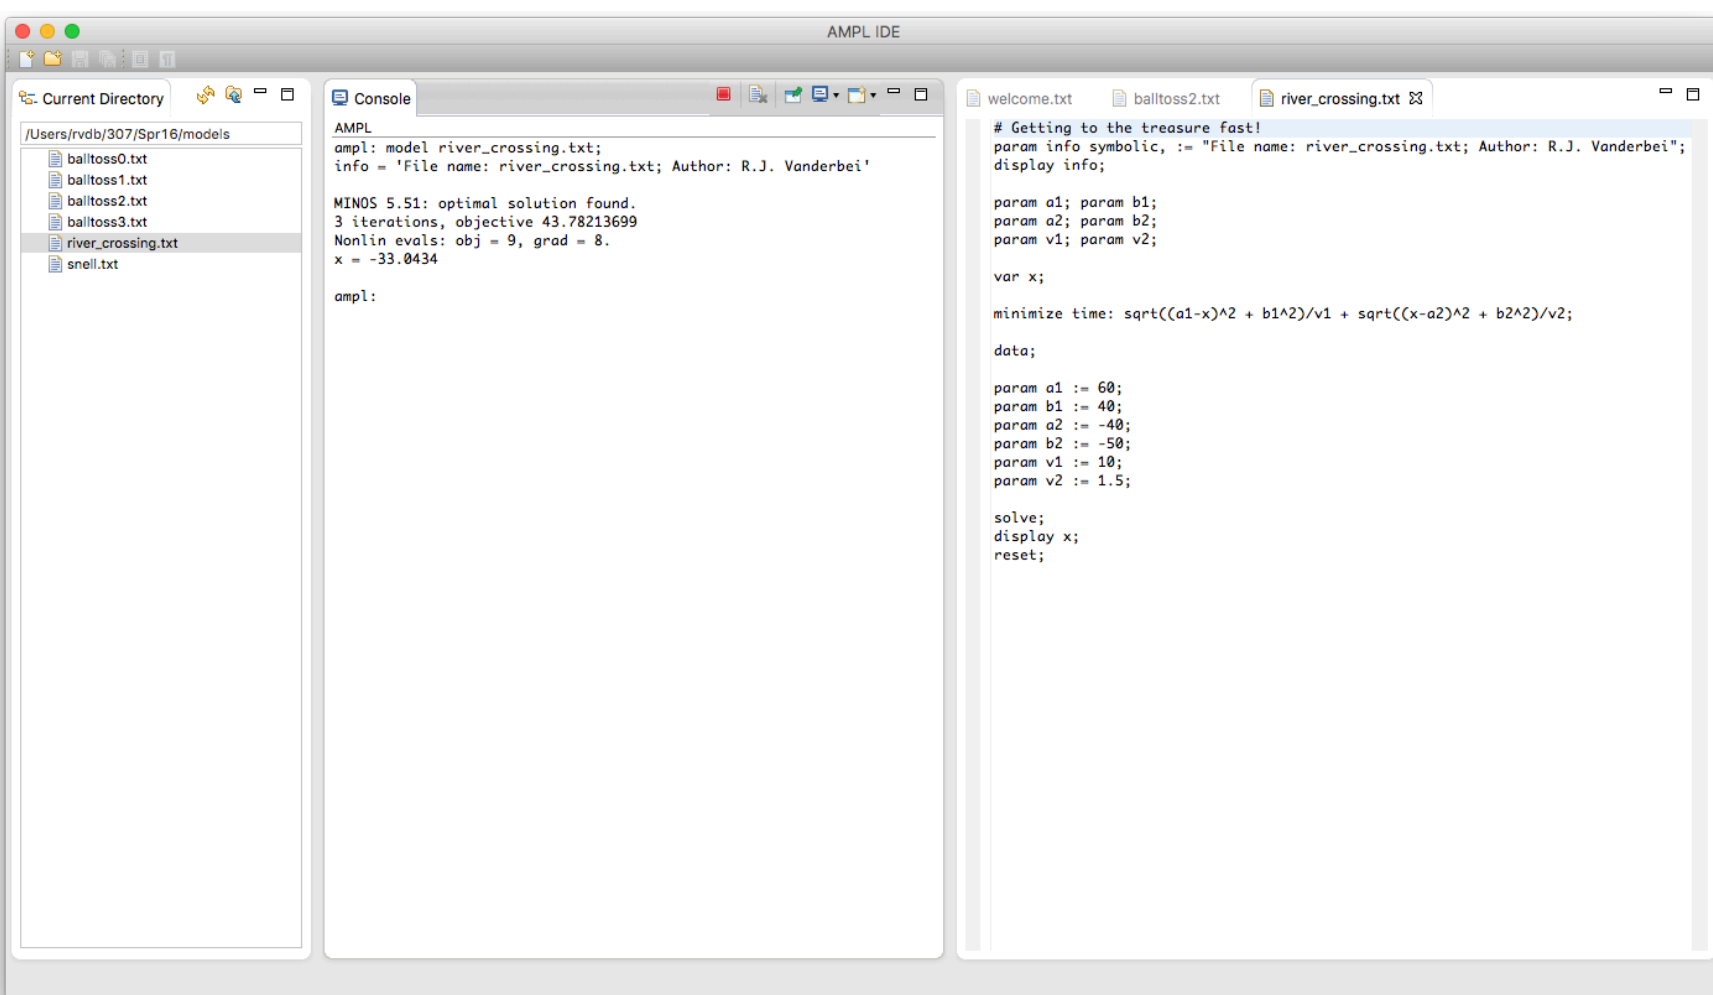 AMPL IDE
Current Directory
/Users/rvdb/307/Spr16/models
balltoss0.txt
balltoss1.txt
balltoss2.txt
balltoss3.txt
river_crossing.txt
snell.txt
Console
AMPL
ampl: model river_crossing.txt;
info = 'File name: river_crossing.txt; Author: R.J. Vanderbei'
MINOS 5.51: optimal solution found.
3 iterations, objective 43.78213699
Nonlin evals: obj = 9, grad = 8.
x = -33.0434
ampl:
welcome.txt balltoss2.txt river_crossing.txt
# Getting to the treasure fast!
param info symbolic, := "File name: river_crossing.txt; Author: R.J. Vanderbei";
display info;
param a1; param b1;
param a2; param b2;
param v1; param v2;
var x;
minimize time: sqrt((a1-x)^2 + b1^2)/v1 + sqrt((x-a2)^2 + b2^2)/v2;
data;
param a1 := 60;
param b1 := 40;
param a2 := -40;
param b2 := -50;
param v1 := 10;
param v2 := 1.5;
solve;
display x;
reset;